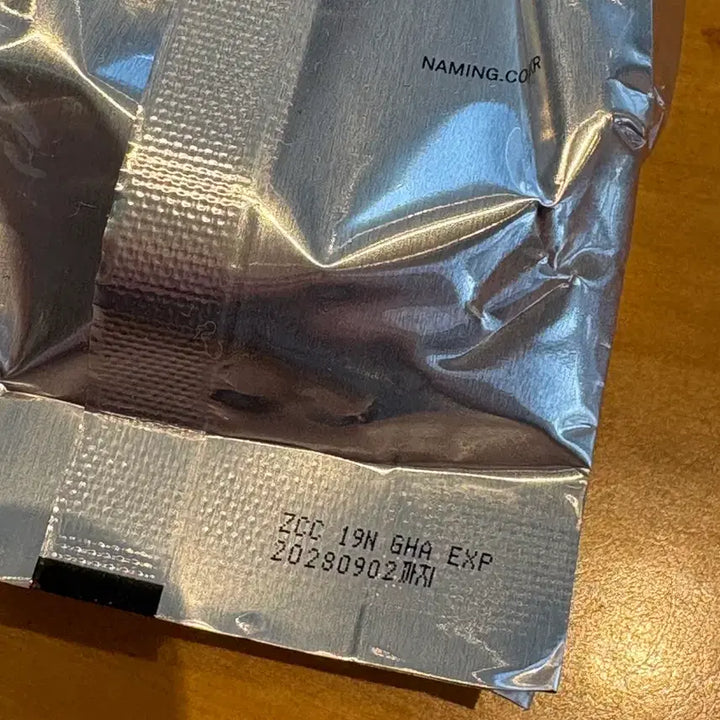 NAMING.CO.KR
ZCC 19N GHA EXP
20280902까지